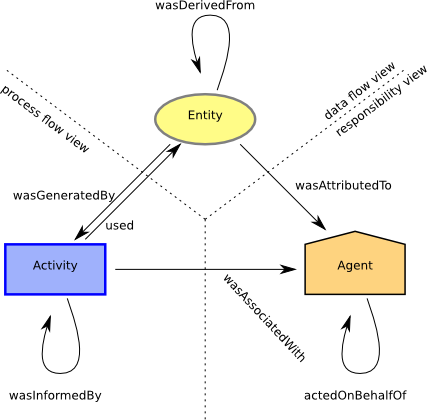 wasDerivedFrom
data flow view
responsibility view
process flow view
Entity
wasGeneratedBy
used
wasAttributedTo
Activity
Agent
wasAssociatedWith
wasInformedBy
actedOnBehalfOf